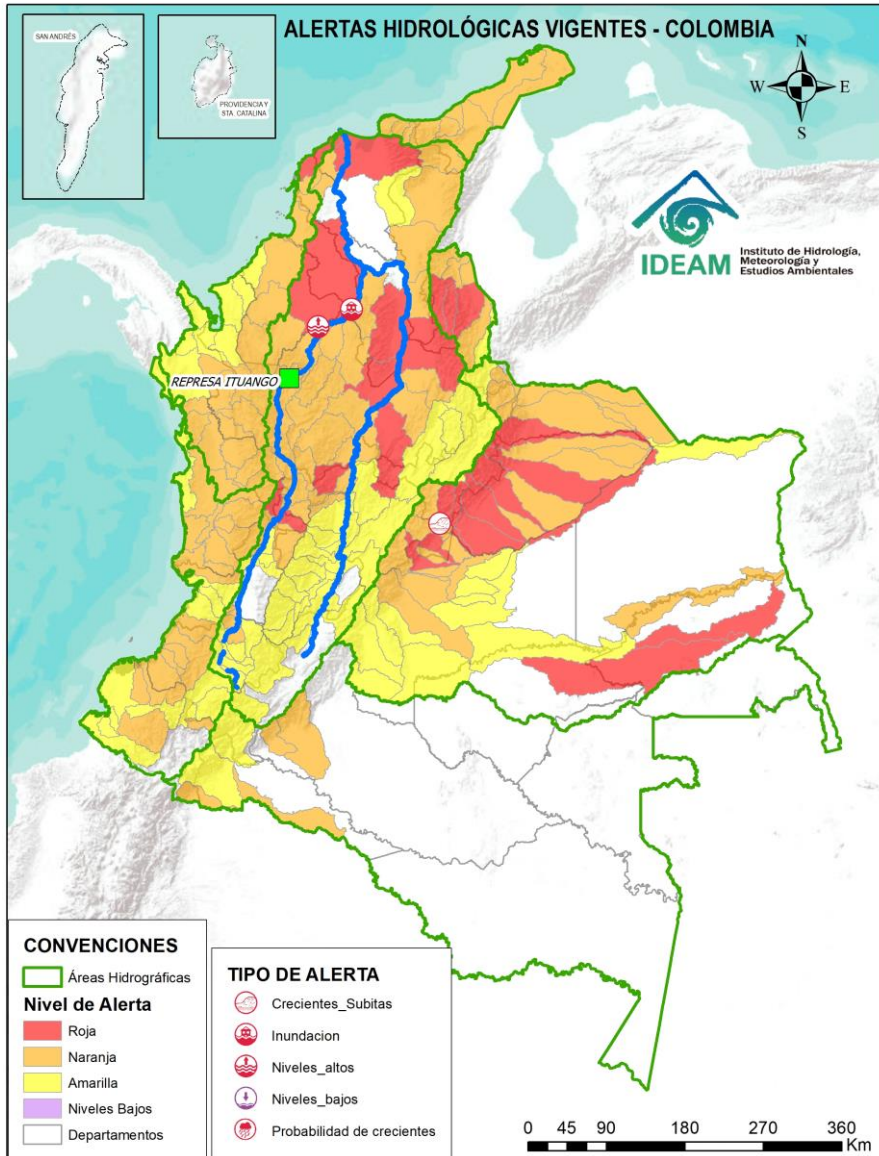 ALERTAS HIDROLÓGICAS VIGENTES - COLOMBIA
SAN ANDRÉS
PROVIDENCIA Y
STA. CATALINA
N
W
E
S
IDEAM
Instituto de Hidrología,
Meteorología y
Estudios Ambientales
REPRESA ITUANGO
CONVENCIONES
Áreas Hidrográficas
Nivel de Alerta
Roja
Naranja
Amarilla
Niveles Bajos
Departamentos
TIPO DE ALERTA
Crecientes_Subitas
Inundacion
Niveles_altos
Niveles_bajos
Probabilidad de crecientes
0 45 90 180 270 360
Km